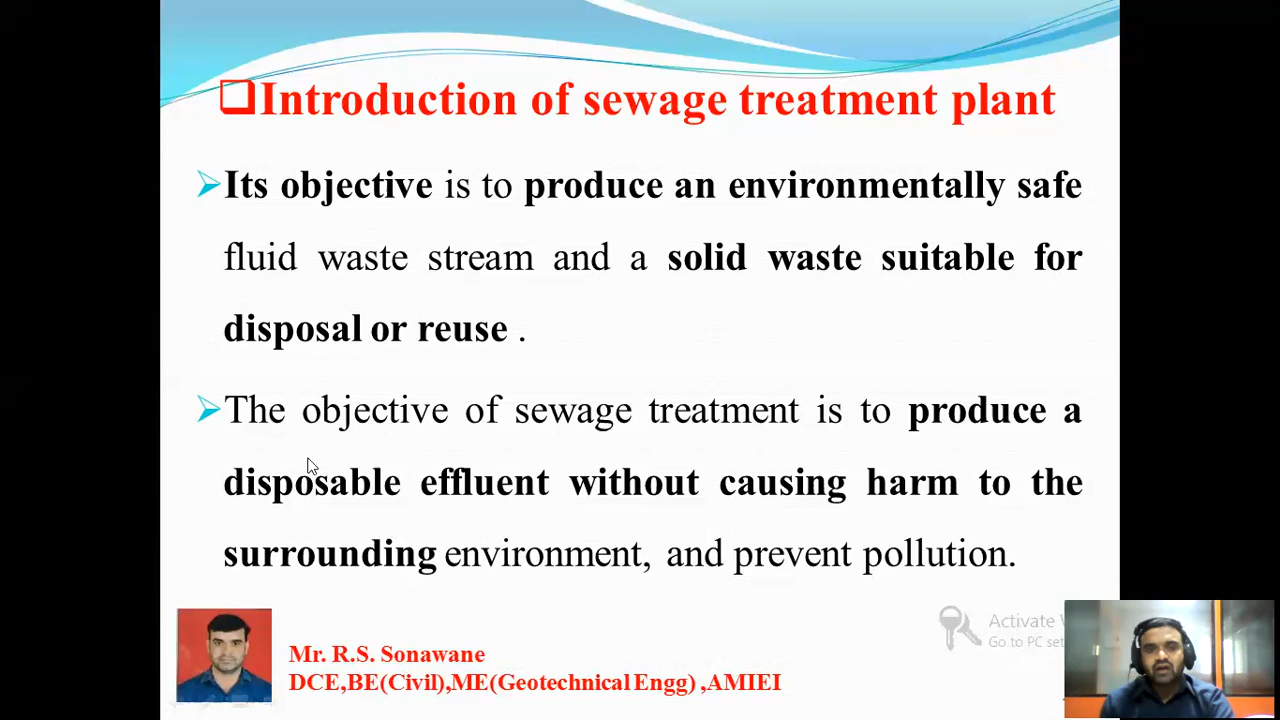 Introduction of sewage treatment plant
Its objective is to produce an environmentally safe
fluid waste stream and a solid waste suitable for
disposal or reuse .
The objective of sewage treatment is to produce a
disposable effluent without causing harm to the
surrounding environment, and prevent pollution.
Activate
Go to PC set
Mr. R.S. Sonawane
DCE,BE(Civil),ME(Geotechnical Engg) ,AMIEI